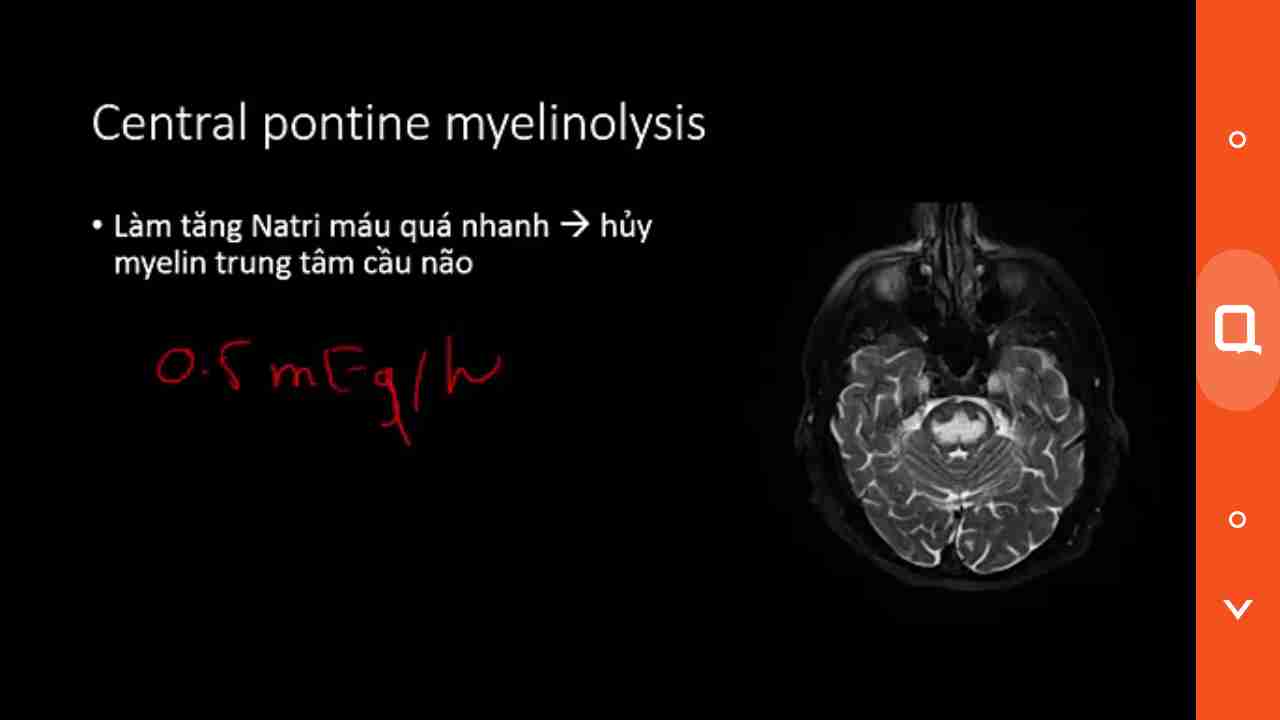 Central pontine myelinolysis
• Làm tăng Natri máu quá nhanh → hủy
myelin trung tâm cầu não
0.5 mEq/h